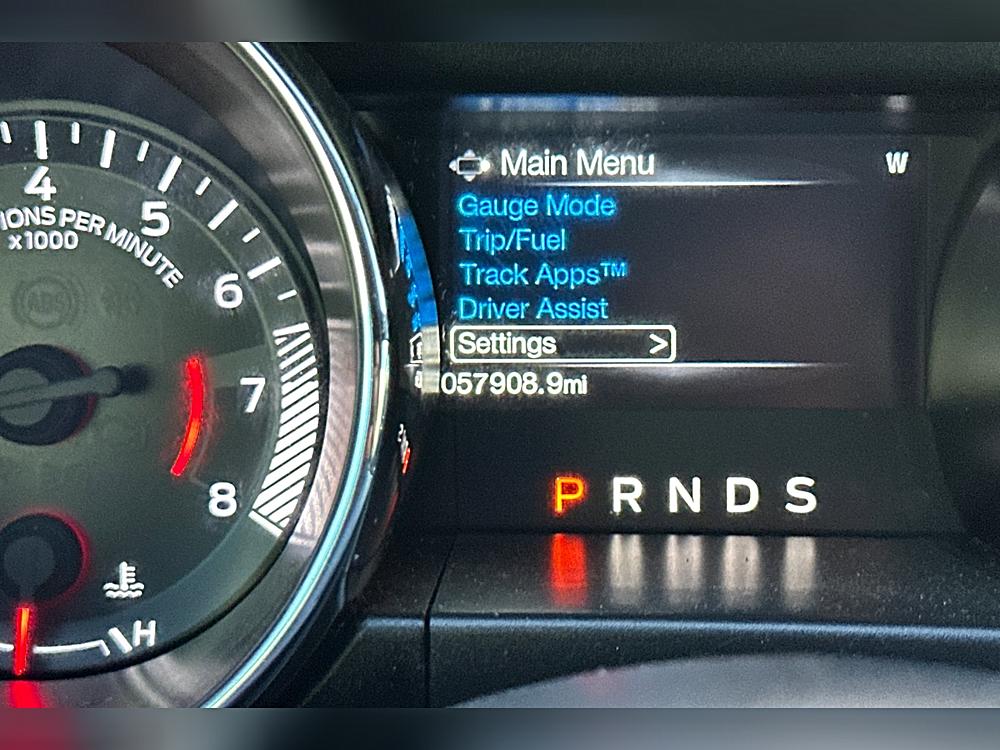 4
5
6
7
8
IONS PER MINUTE
x1000
ABS
H
Main Menu W
Gauge Mode
Trip/Fuel
Track Apps™
Driver Assist
Settings >
057908.9mi
P R N D S